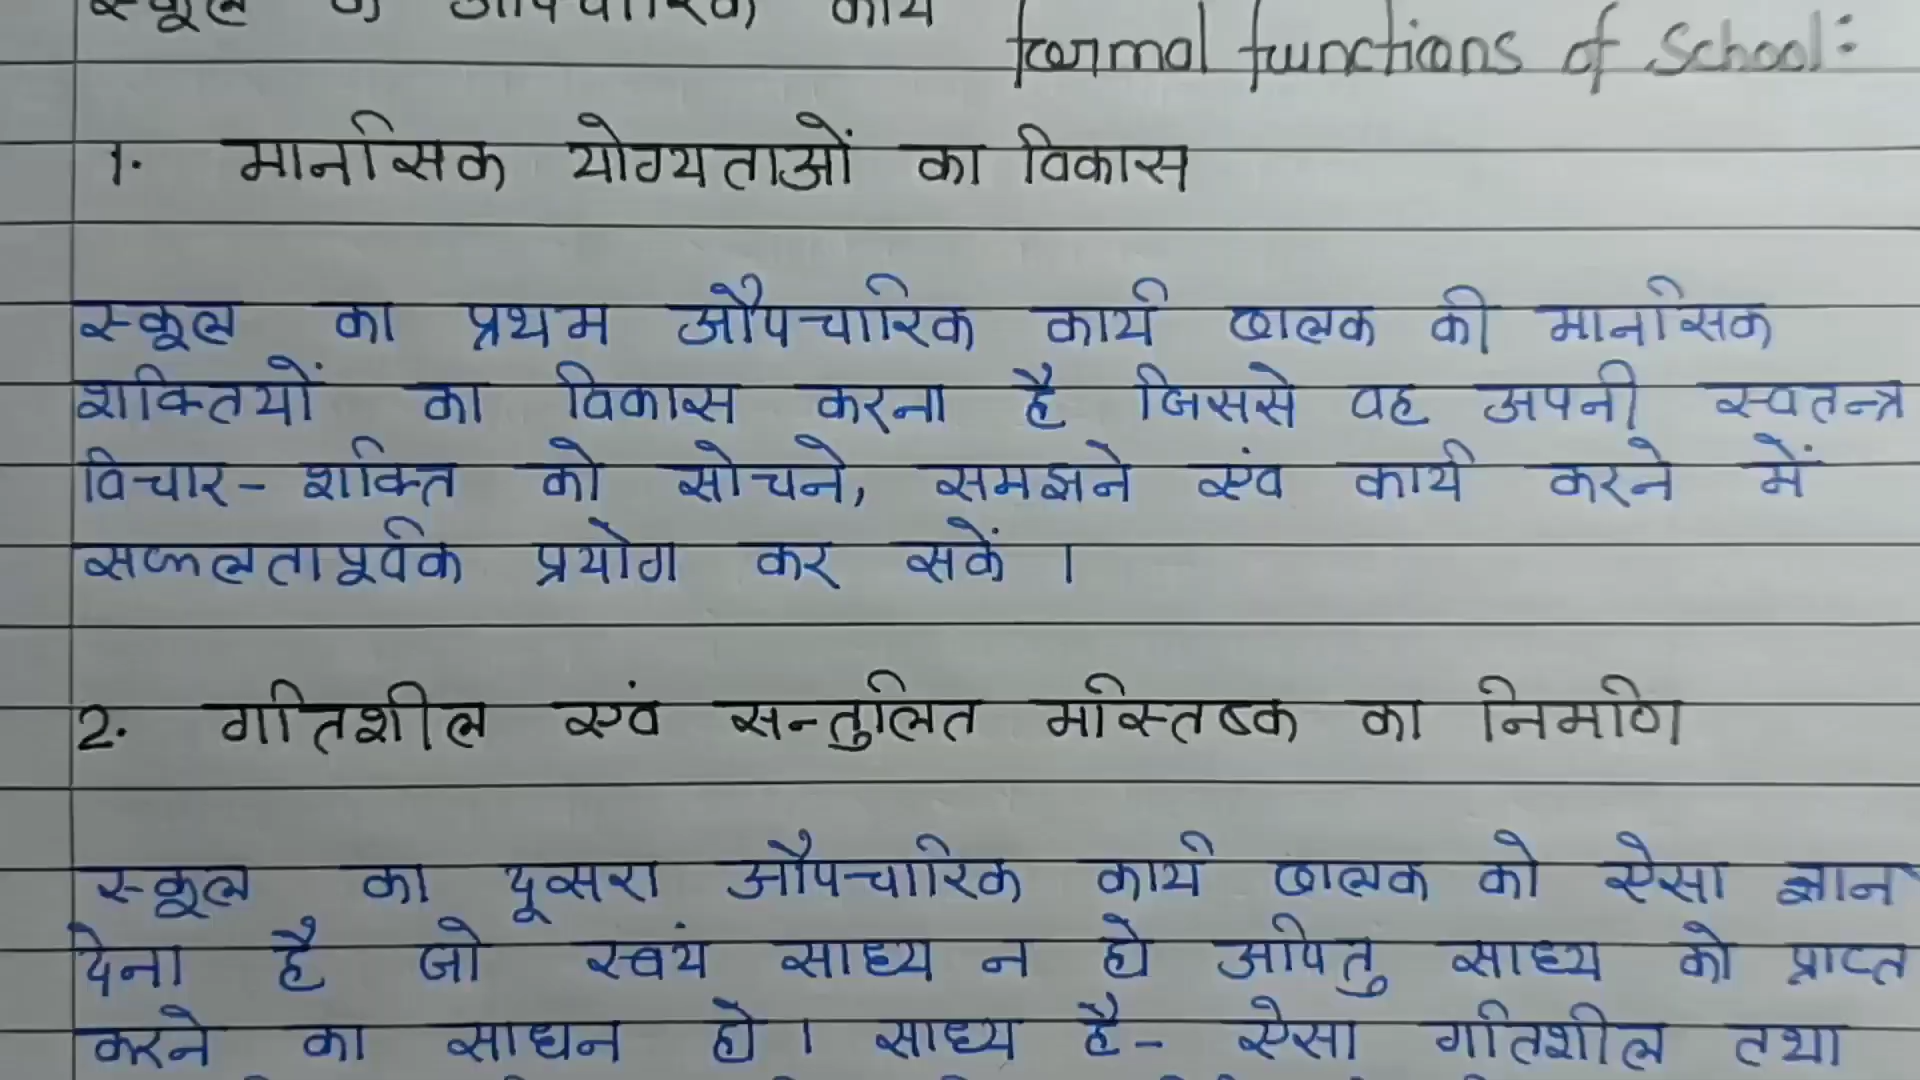 स्कूल के औपचारिक कार्य formal functions of School:
1. मानसिक योग्यताओं का विकास
स्कूल का प्रथम औपचारिक कार्य बालक की मानसिक
शक्तियों का विकास करना है जिससे वह अपनी स्वतन्त्र
विचार- शक्ति को सोचने, समझने एंव कार्य करने में
सफलतापूर्वक प्रयोग कर सकें ।
2. गतिशील एवं सन्तुलित मस्तिष्क का निर्माण
स्कूल का दूसरा औपचारिक कार्य बालक को ऐसा ज्ञान
देना है जो स्वयं साध्य न हो अपितु साध्य को प्राप्त
करने का साधन हो । साध्य है- ऐसा गतिशील तथा